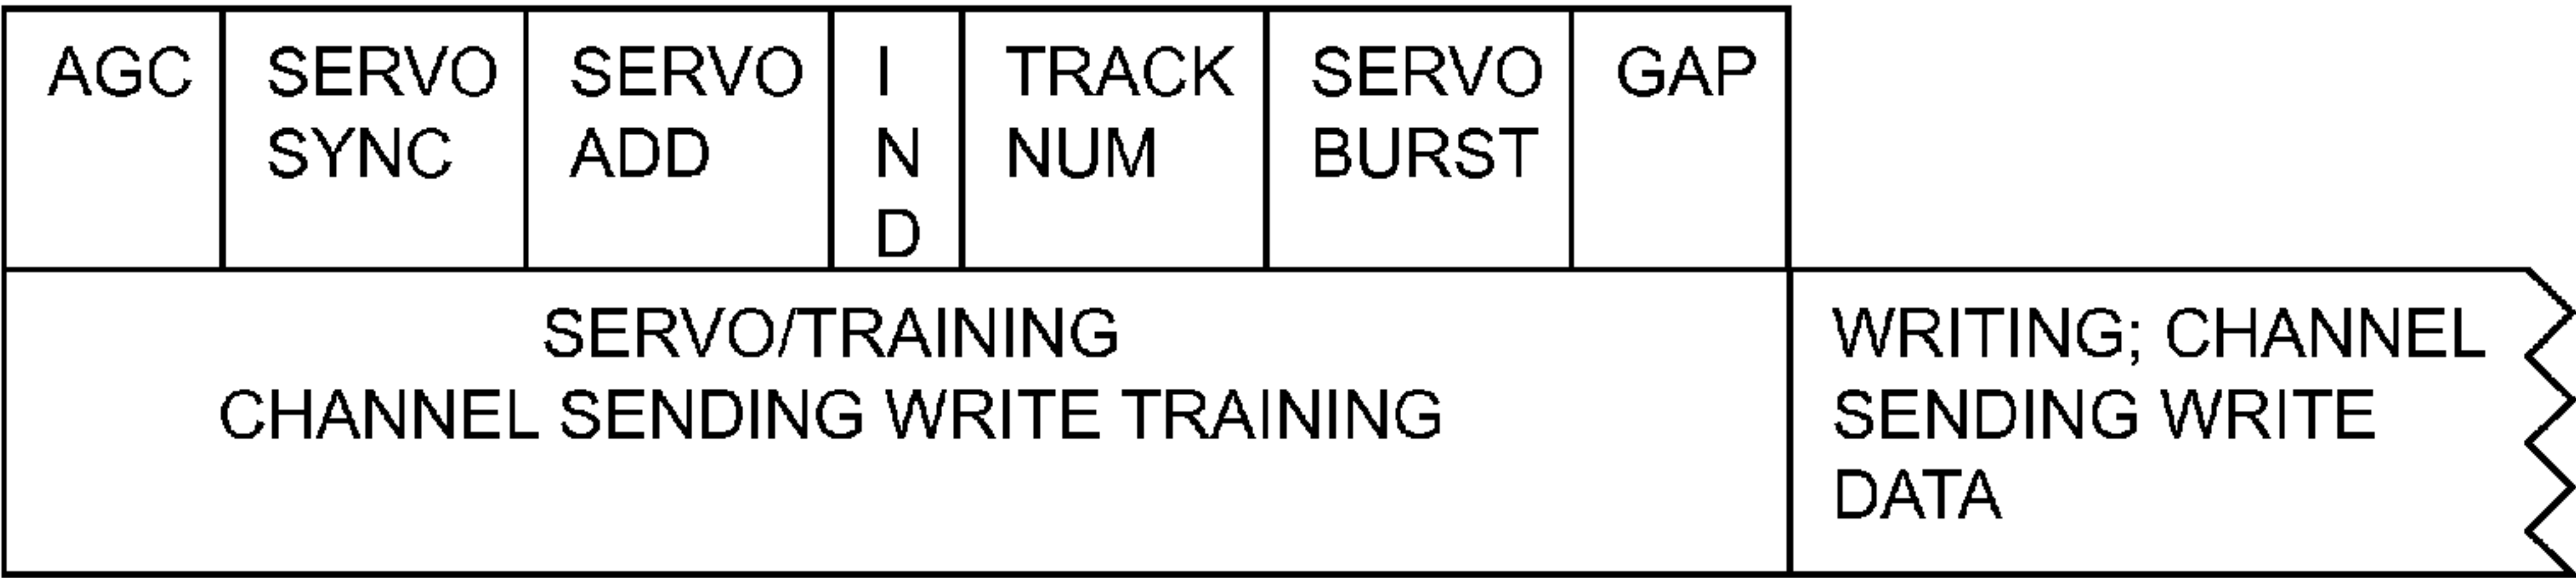 AGC
SERVO
SYNC
SERVO
ADD
I
N
D
TRACK
NUM
SERVO
BURST
GAP
SERVO/TRAINING
CHANNEL SENDING WRITE TRAINING
WRITING; CHANNEL
SENDING WRITE
DATA